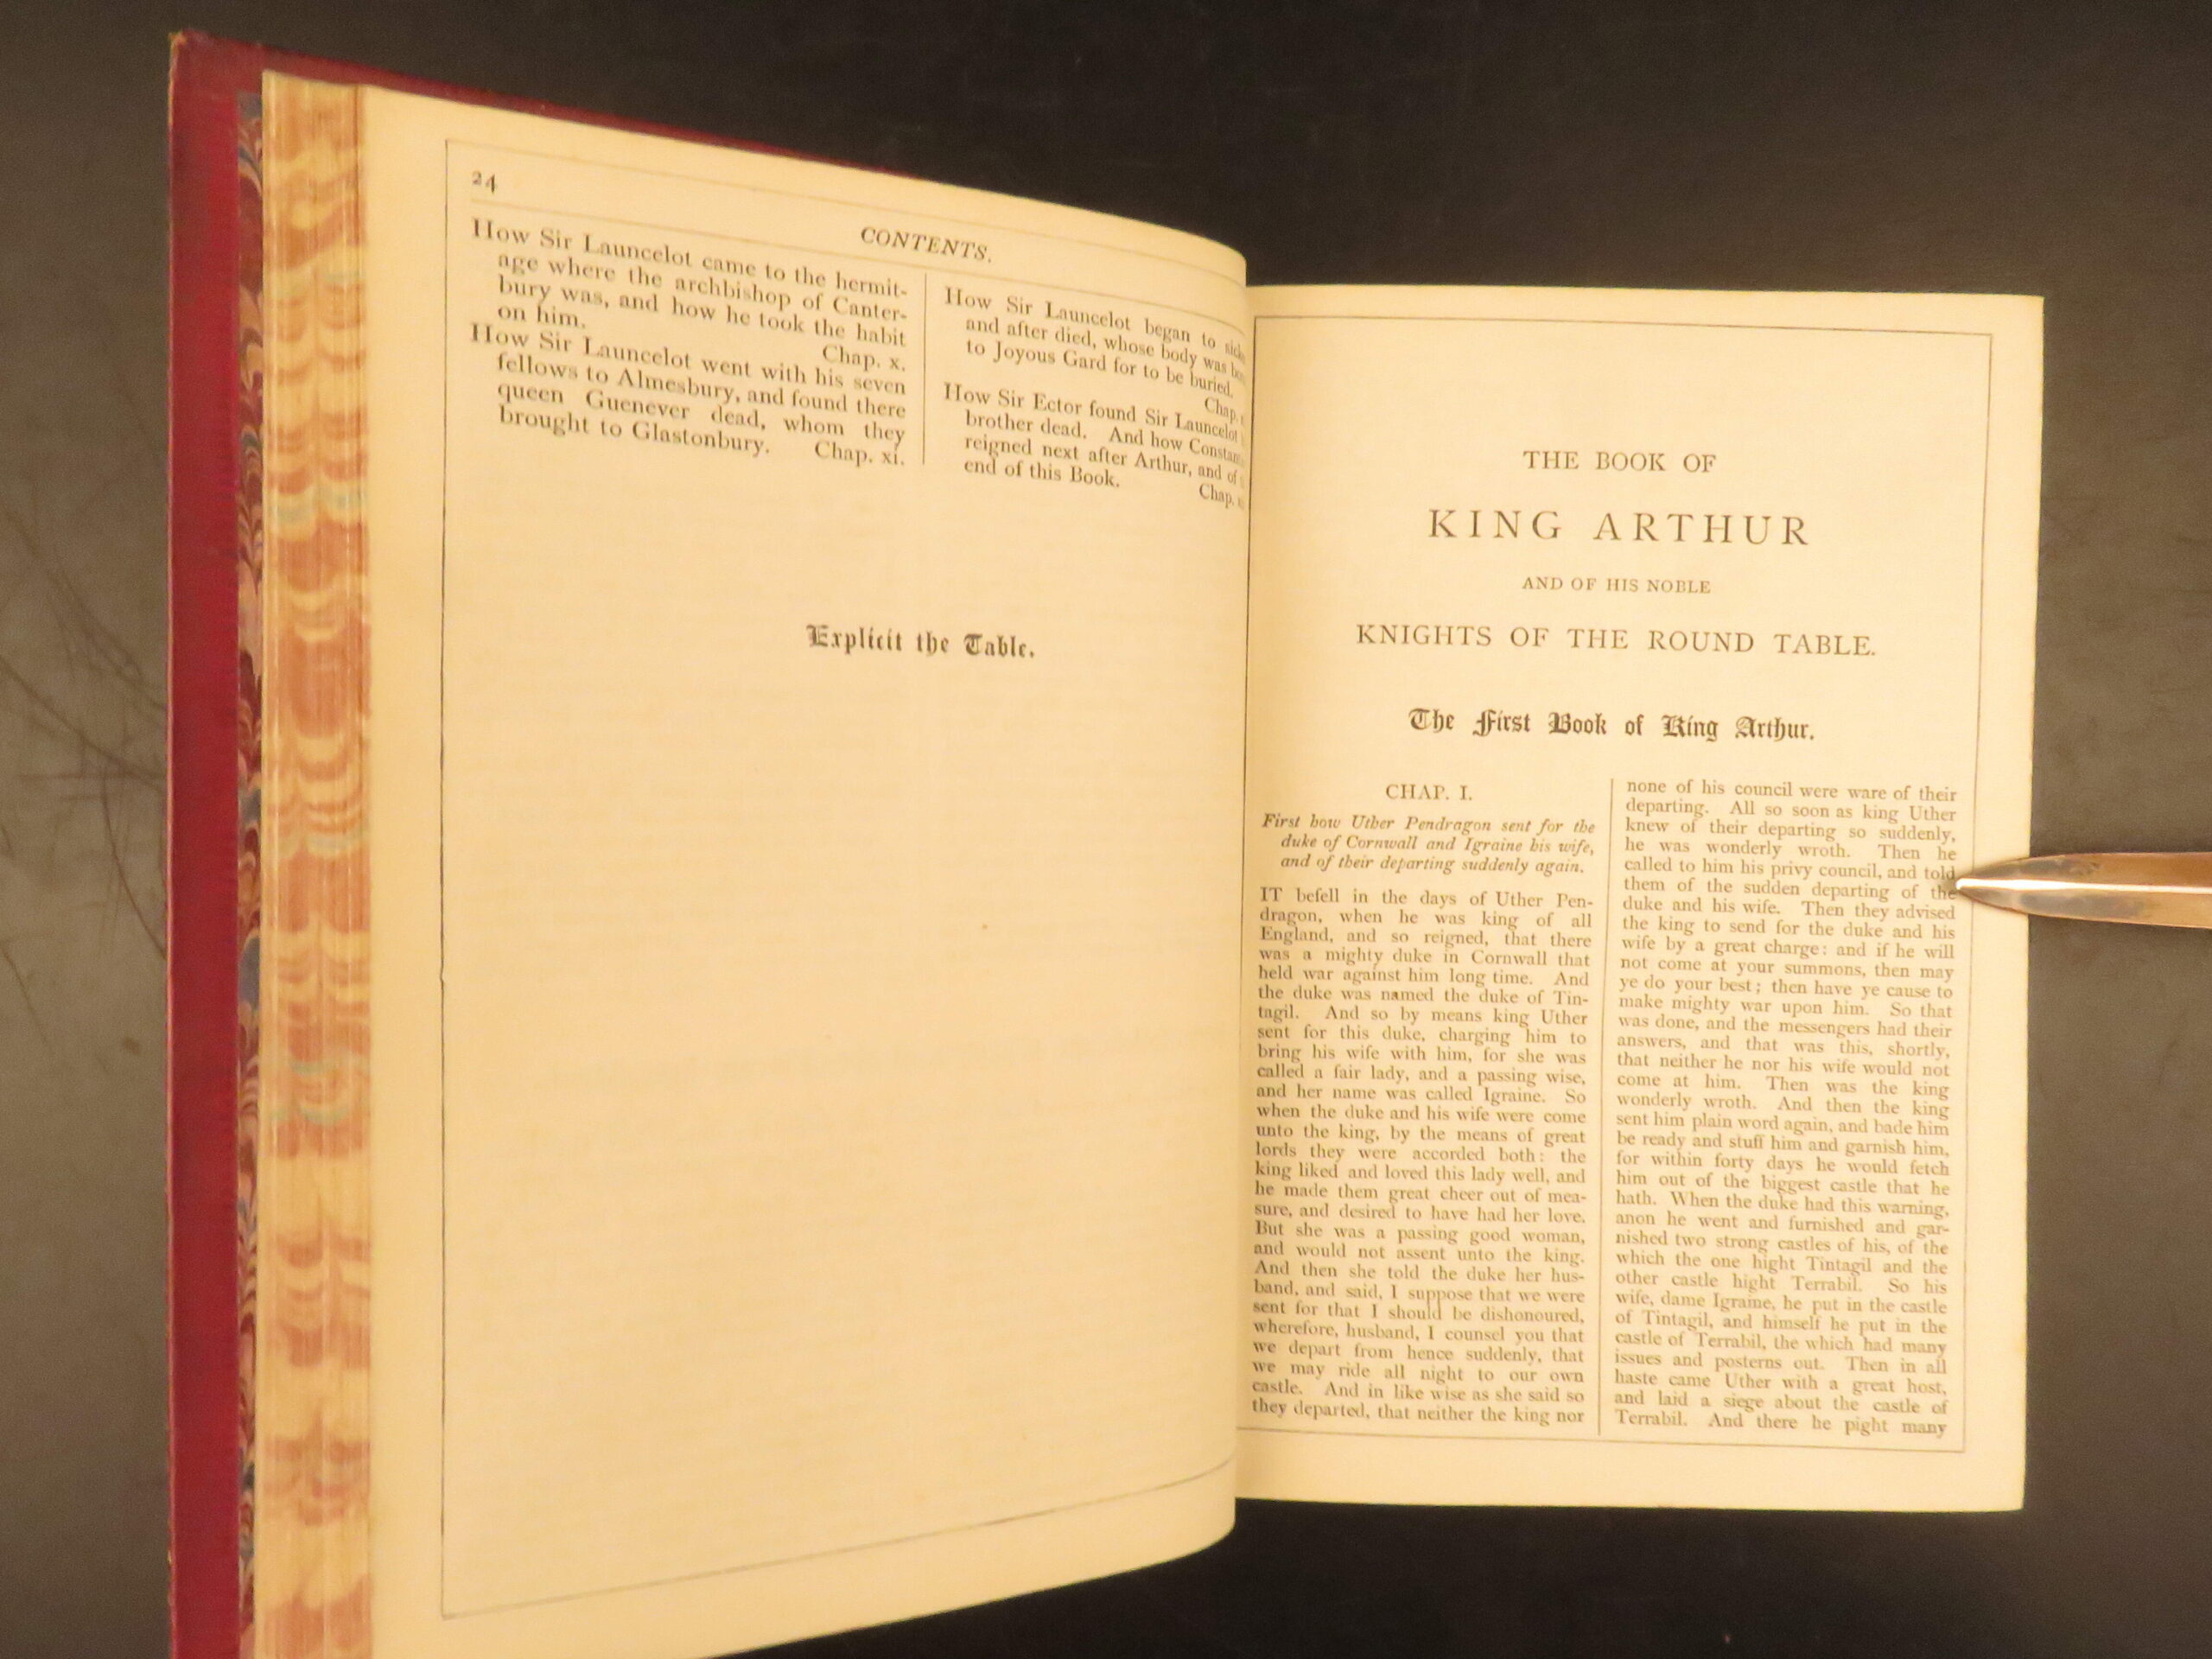 24
CONTENTS.
How Sir Launcelot came to the hermit-
age where the archbishop of Canter-
bury was, and how he took the habit
on him. Chap. x.
How Sir Launcelot went with his seven
fellows to Almesbury, and found there
queen Guenever dead, whom they
brought to Glastonbury. Chap. xi.
How Sir Launcelot began to
and after died, whose body was
to Joyous Gard for to be buried.
Chap.
How Sir Ector found Sir Launcelot
brother dead. And how
reigned next after Arthur, and of
end of this Book.
Chap.
Explicit the Table.
THE BOOK OF
KING ARTHUR
AND OF HIS NOBLE
KNIGHTS OF THE ROUND TABLE.
The First Book of King Arthur.
CHAP. I.
First how Uther Pendragon sent for the
duke of Cornwall and Igraine his wife,
and of their departing suddenly again.
IT befell in the days of Uther Pen-
dragon, when he was king of all
England, and so reigned, that there
was a mighty duke in Cornwall that
held war against him long time. And
the duke was named the duke of Tin-
tagil. And so by means king Uther
sent for this duke, charging him to
bring his wife with him, for she was
called a fair lady, and a passing wise,
and her name was called Igraine. So
when the duke and his wife were come
unto the king, by the means of great
lords they were accorded both: the
king liked and loved this lady well, and
he made them great cheer out of mea-
sure, and desired to have had her love.
But she was a passing good woman,
and would not assent unto the king.
And then she told the duke her hus-
band, and said, I suppose that we were
sent for that I should be dishonoured,
wherefore, husband, I counsel you that
we depart from hence suddenly, that
we may ride all night to our own
castle. And in like wise as she said so
they departed, that neither the king nor
none of his council were ware of their
departing. All so soon as king Uther
knew of their departing so suddenly,
he was wonderly wroth. Then he
called to him his privy council, and told
them of the sudden departing of the
duke and his wife. Then they advised
the king to send for the duke and his
wife by a great charge: and if he will
not come at your summons, then may
ye do your best; then have ye cause to
make mighty war upon him. So that
was done, and the messengers had their
answers, and that was this, shortly,
that neither he nor his wife would not
come at him. Then was the king
wonderly wroth. And then the king
sent him plain word again, and bade him
be ready and stuff him and garnish him,
for within forty days he would fetch
him out of the biggest castle that he
hath. When the duke had this warning,
anon he went and furnished and gar-
nished two strong castles of his, of the
which the one hight Tintagil and the
other castle hight Terrabil. So his
wife, dame Igraine, he put in the castle
of Tintagil, and himself he put in the
castle of Terrabil, the which had many
issues and posterns out. Then in all
haste came Uther with a great host,
and laid a siege about the castle of
Terrabil. And there he pight many